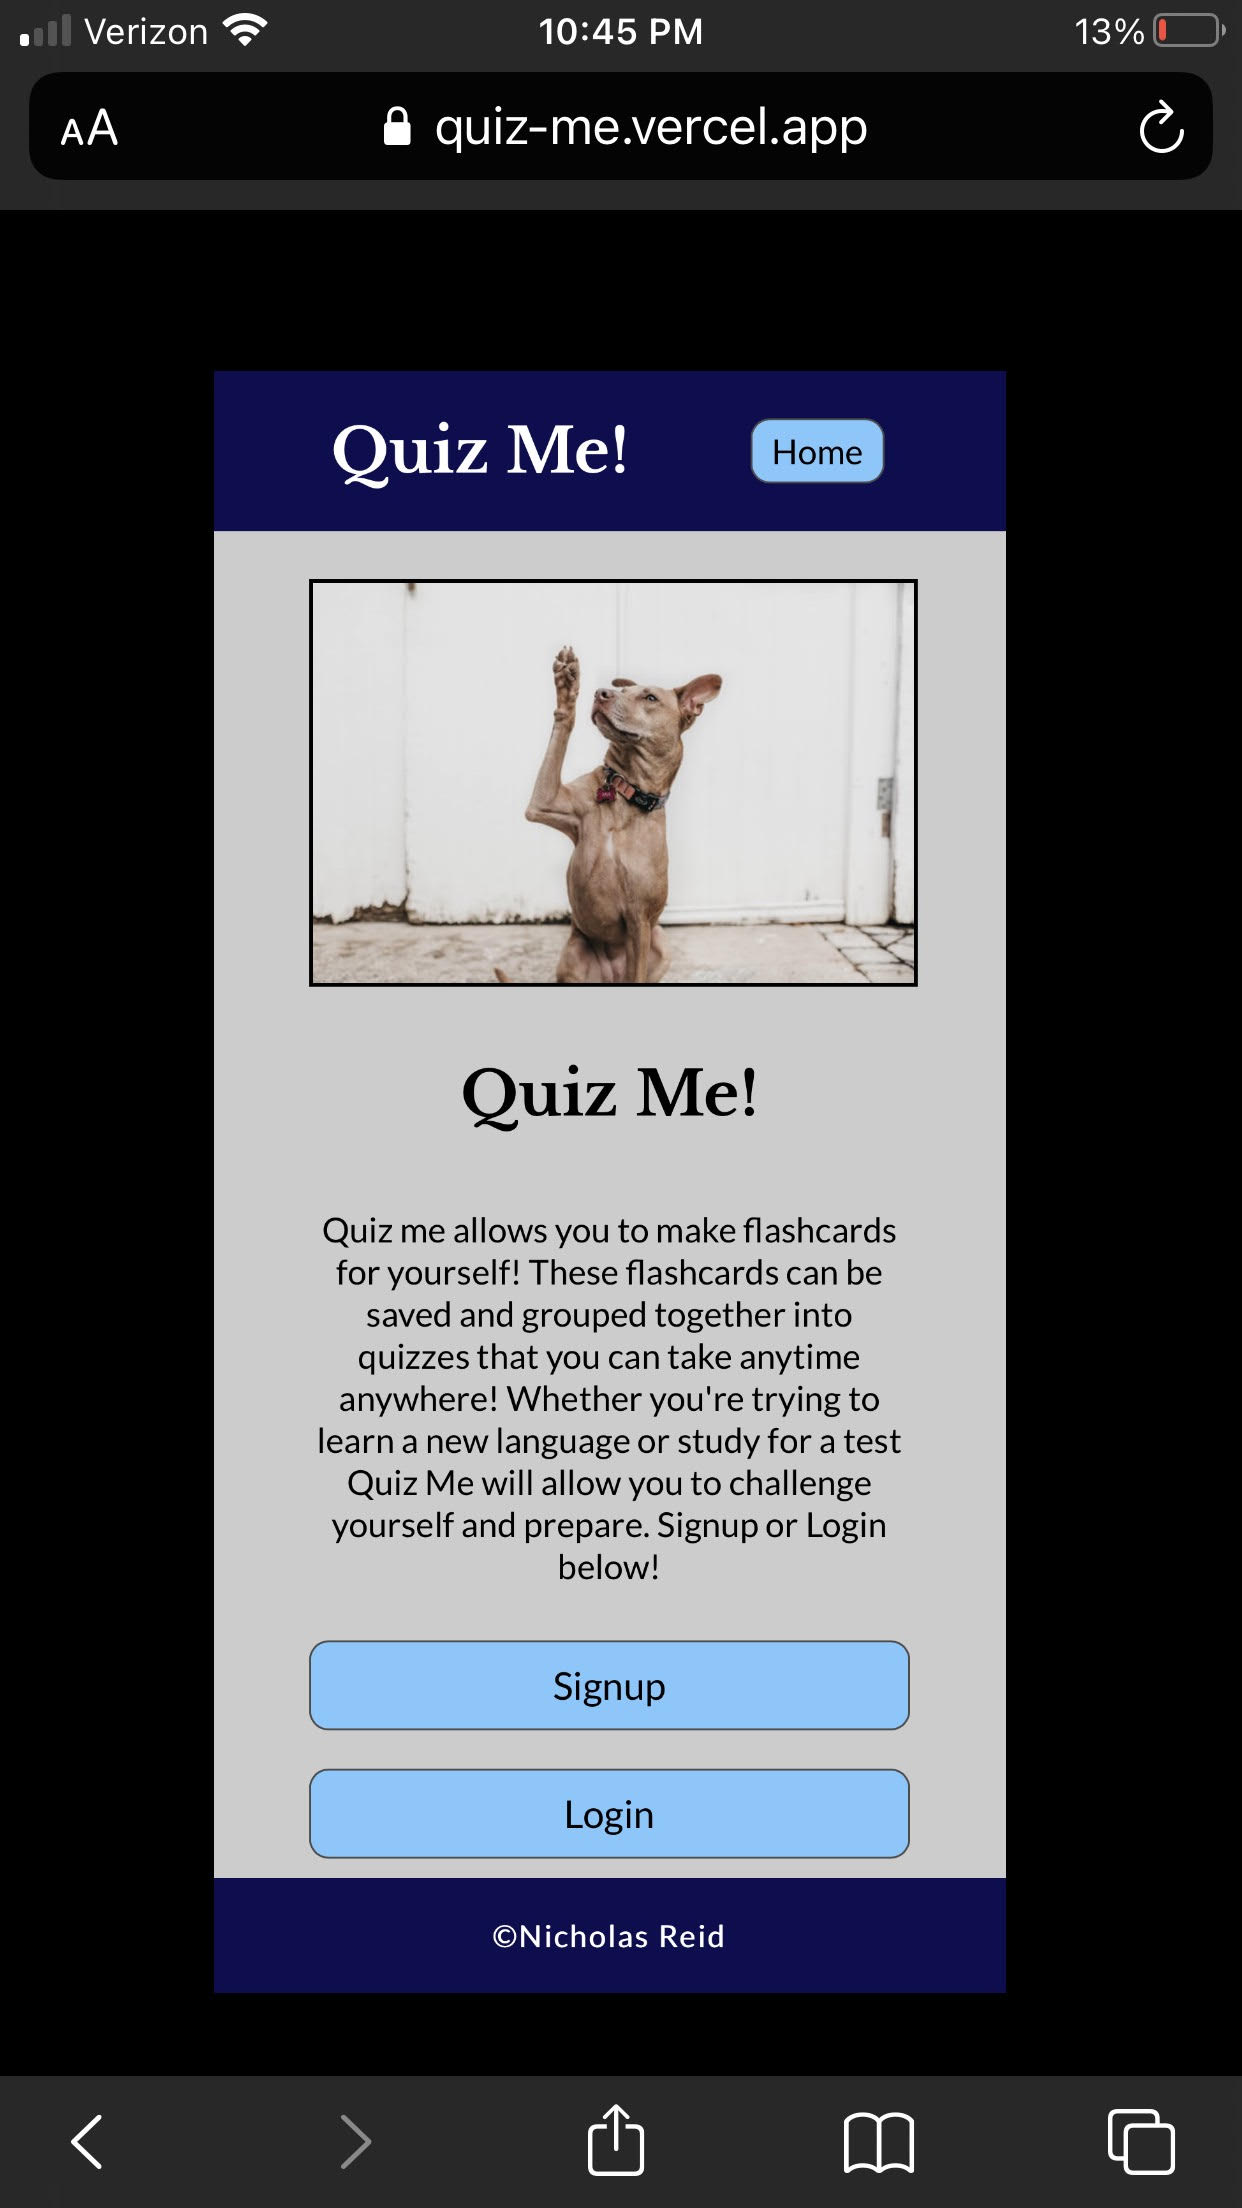 Verizon
10:45 PM
13%
AA
quiz-me.vercel.app
Quiz Me!
Home
Quiz Me!
Quiz me allows you to make flashcards
for yourself! These flashcards can be
saved and grouped together into
quizzes that you can take anytime
anywhere! Whether you're trying to
learn a new language or study for a test
Quiz Me will allow you to challenge
yourself and prepare. Signup or Login
below!
Signup
Login
©Nicholas Reid